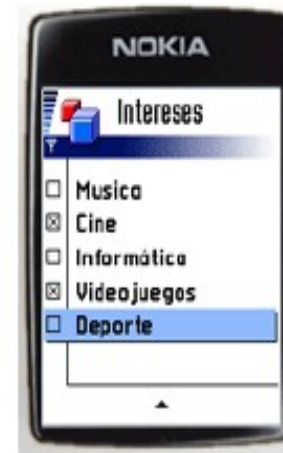 NOKIA
Intereses
Musica
Cine
Informática
Videojuegos
Deporte